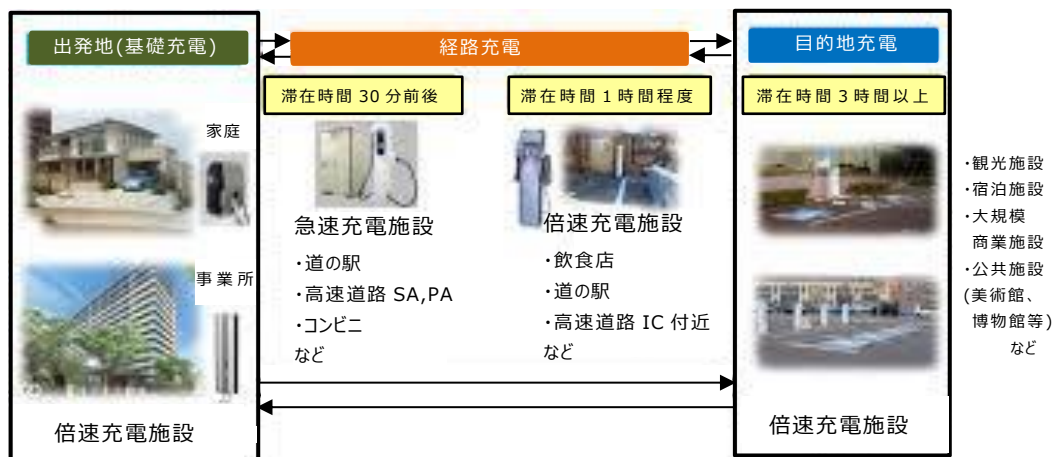 出発地(基礎充電)
家庭
事業所
倍速充電施設
経路充電
滞在時間30分前後
急速充電施設
・道の駅
・高速道路 SA,PA
・コンビニ
など
滞在時間1時間程度
倍速充電施設
・飲食店
・道の駅
・高速道路 IC 付近
など
目的地充電
滞在時間3時間以上
倍速充電施設
・観光施設
・宿泊施設
・大規模
商業施設
・公共施設
(美術館、
博物館等)
など